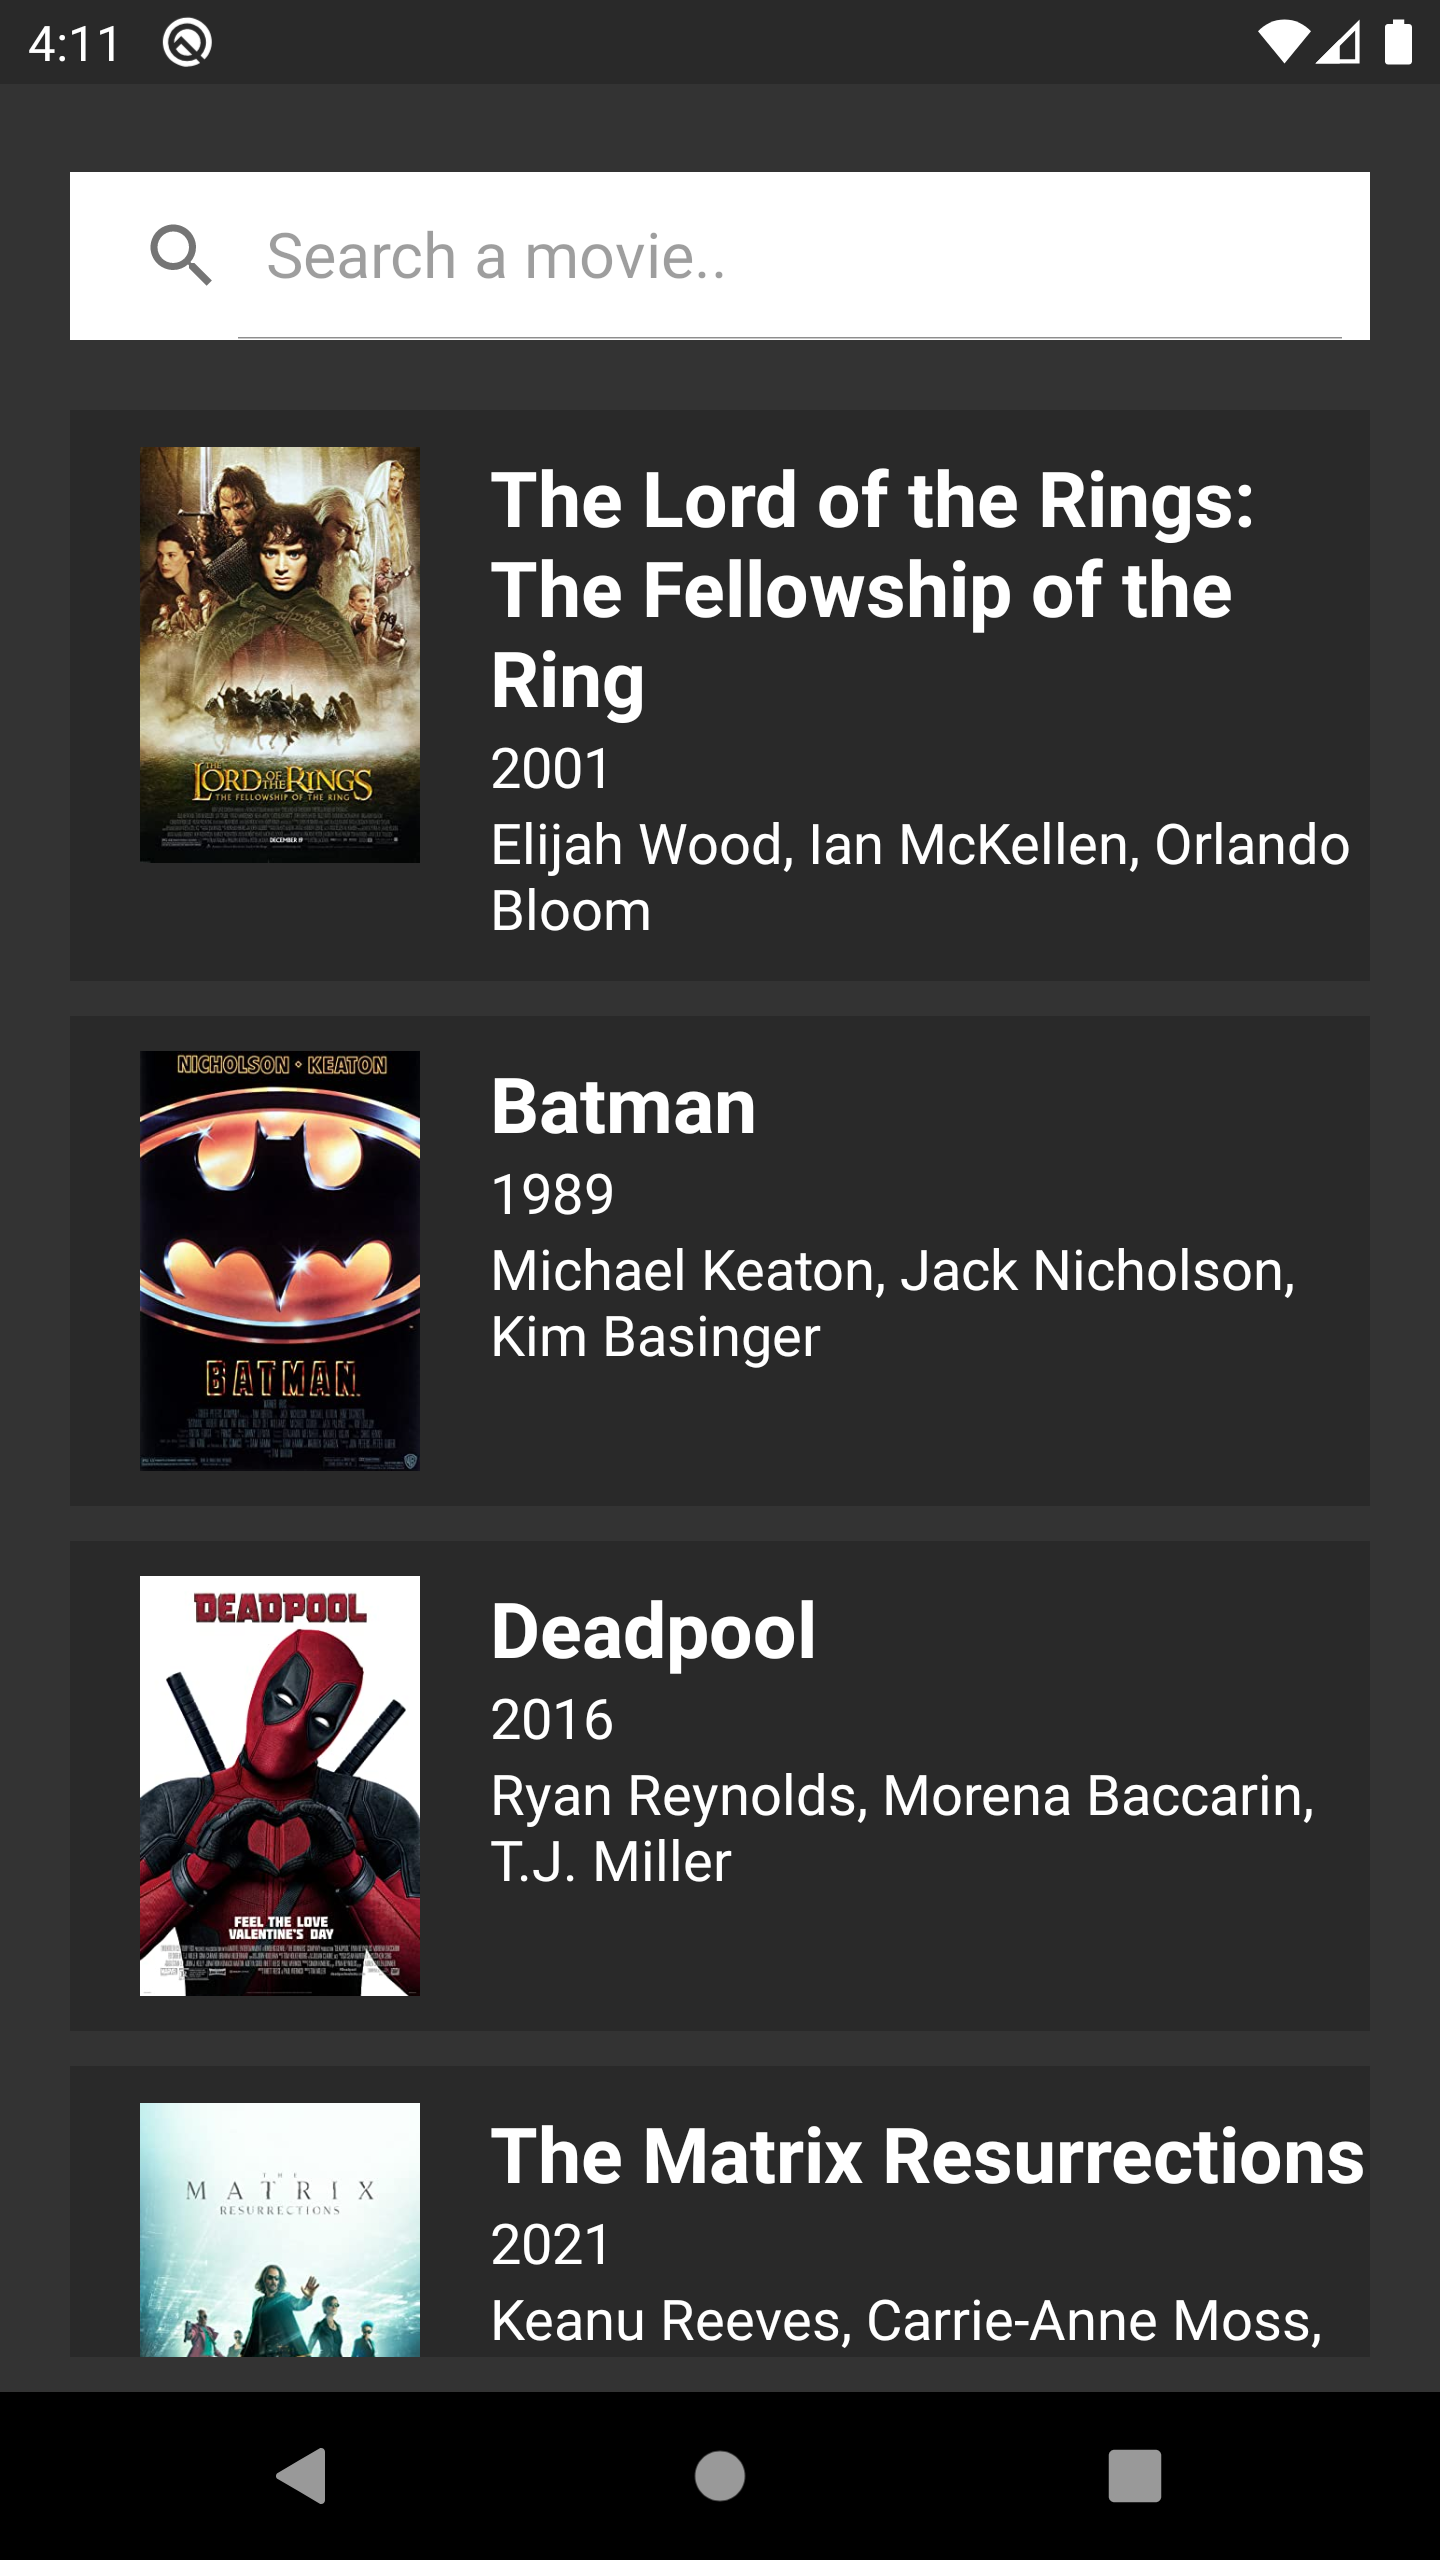 4:11
Search a movie..
The Lord of the Rings:
The Fellowship of the
Ring
2001
Elijah Wood, Ian McKellen, Orlando
Bloom
THE
LORD OF THE RINGS
THE FELLOWSHIP OF THE RING
DECEMBER 19
NICHOLSON · KEATON
BATMAN
Batman
1989
Michael Keaton, Jack Nicholson,
Kim Basinger
DEADPOOL
FEEL THE LOVE
VALENTINE'S DAY
Deadpool
2016
Ryan Reynolds, Morena Baccarin,
T.J. Miller
THE
MATRIX
RESURRECTIONS
The Matrix Resurrections
2021
Keanu Reeves, Carrie-Anne Moss,